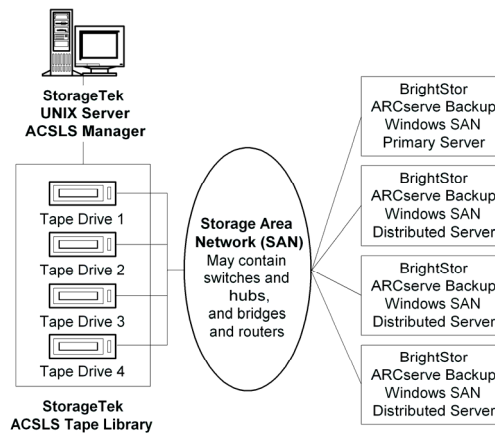 StorageTek
UNIX Server
ACSLS Manager
Tape Drive 1
Tape Drive 2
Tape Drive 3
Tape Drive 4
StorageTek
ACSLS Tape Library
Storage Area
Network (SAN)
May contain
switches and
hubs,
and bridges
and routers
BrightStor
ARCserve Backup
Windows SAN
Primary Server
BrightStor
ARCserve Backup
Windows SAN
Distributed Server
BrightStor
ARCserve Backup
Windows SAN
Distributed Server
BrightStor
ARCserve Backup
Windows SAN
Distributed Server